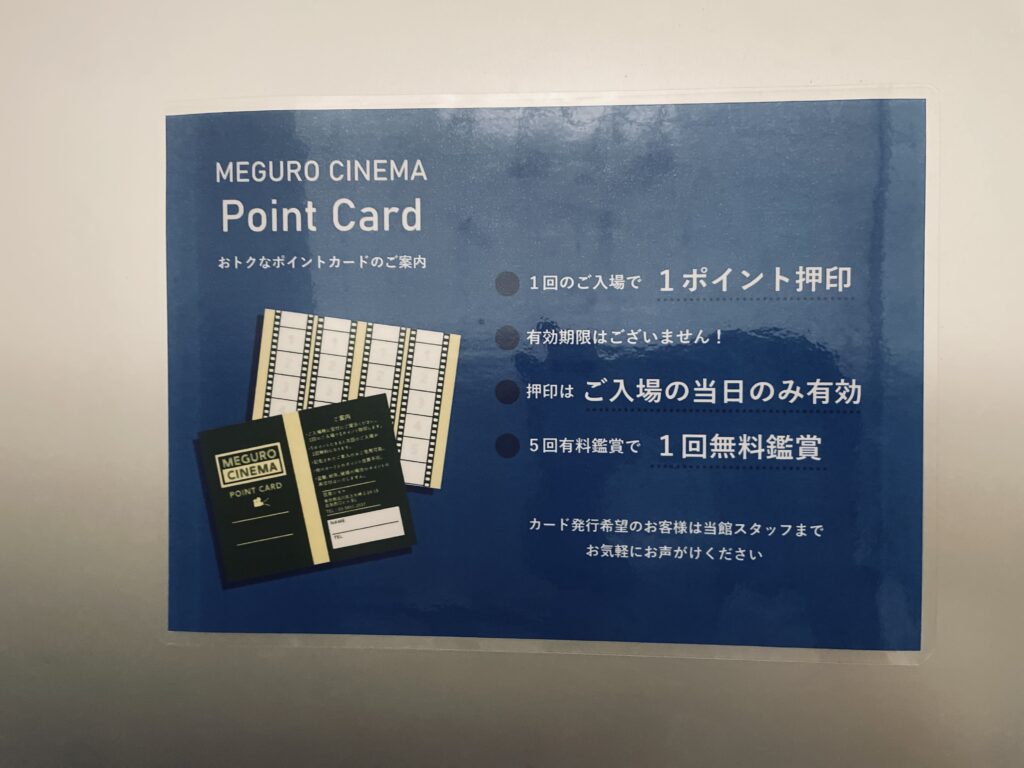 MEGURO CINEMA
Point Card
おトクなポイントカードのご案内
1回のご入場で 1ポイント押印
有効期限はございません！
押印は ご入場の当日のみ有効
5回有料鑑賞で 1回無料鑑賞
カード発行希望のお客様は当館スタッフまで
お気軽にお声がけください
MEGURO
CINEMA
POINT CARD
ご案内
NAME
TEL